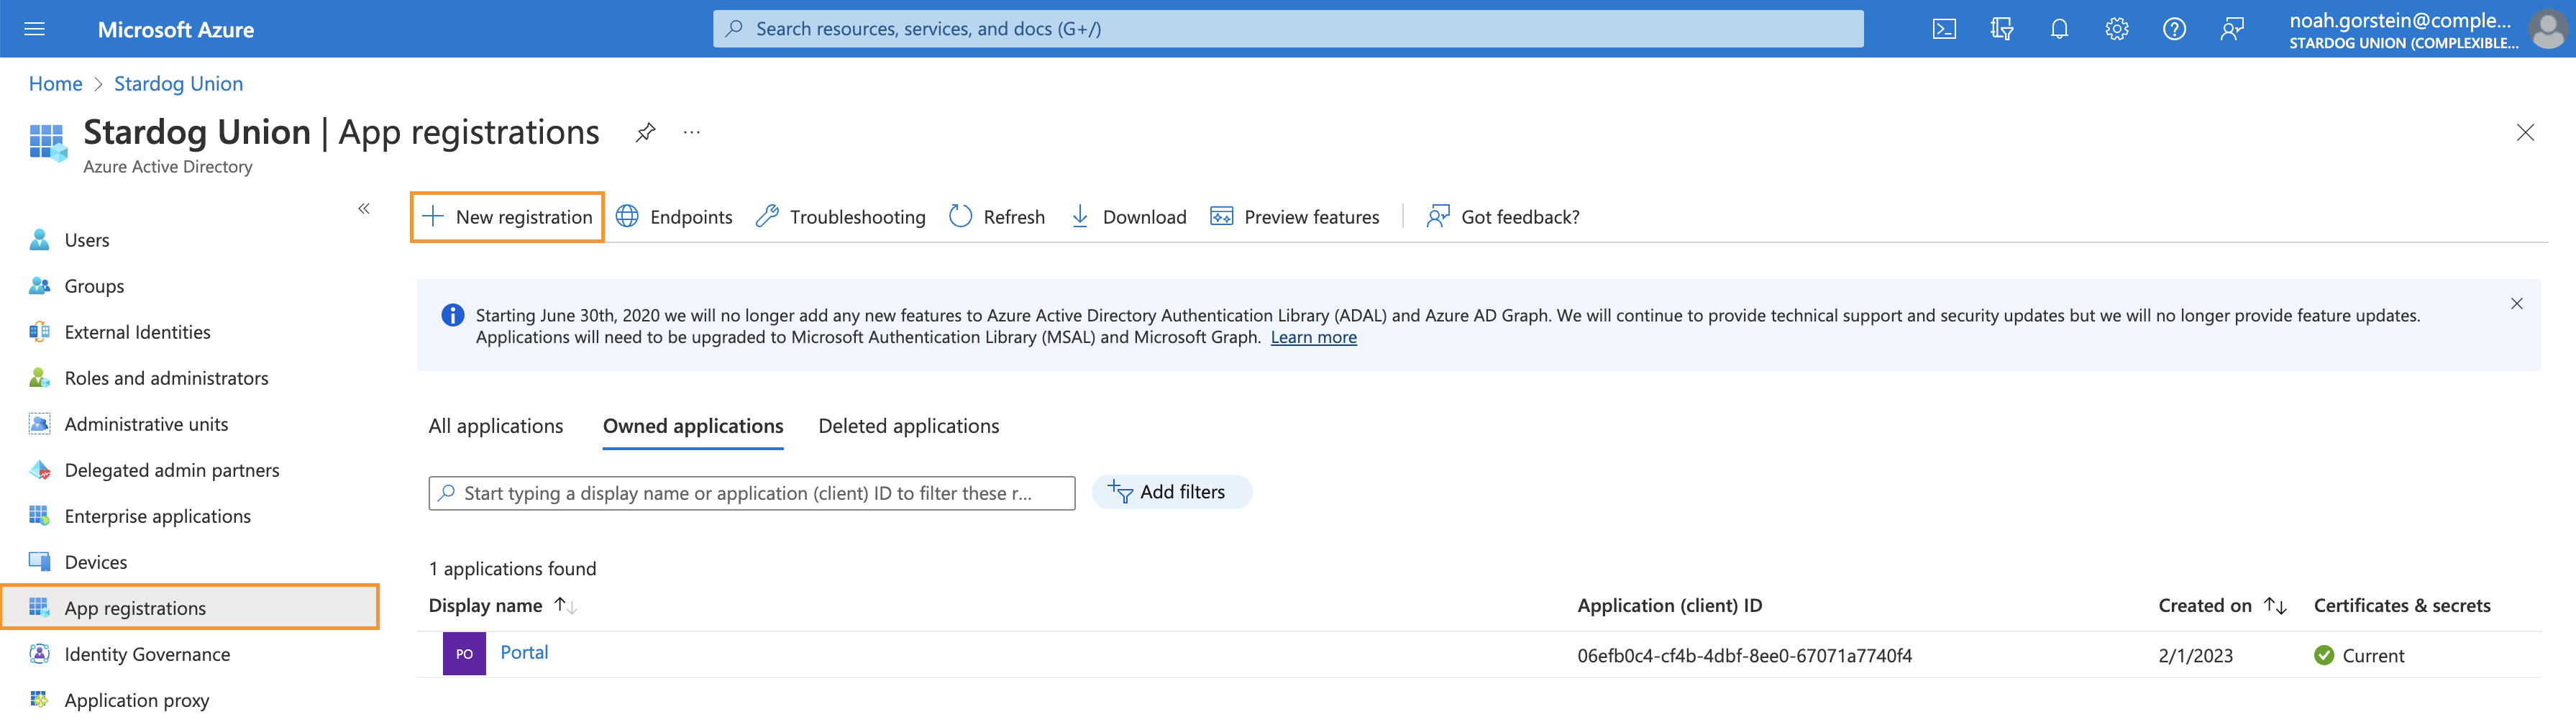 Microsoft Azure
Search resources, services, and docs (G+/)
noah.gorstein@comple...
STARDOG UNION (COMPLEXIBLE...
Home > Stardog Union
Stardog Union | App registrations
...
Azure Active Directory
«
New registration
Endpoints
Troubleshooting
Refresh
Download
Preview features
Got feedback?
Users
Groups
External Identities
Roles and administrators
Administrative units
Delegated admin partners
Enterprise applications
Devices
App registrations
Identity Governance
Application proxy
Starting June 30th, 2020 we will no longer add any new features to Azure Active Directory Authentication Library (ADAL) and Azure AD Graph. We will continue to provide technical support and security updates but we will no longer provide feature updates.
Applications will need to be upgraded to Microsoft Authentication Library (MSAL) and Microsoft Graph. Learn more
All applications
Owned applications
Deleted applications
Start typing a display name or application (client) ID to filter these r...
Add filters
1 applications found
Display name
Application (client) ID
Created on
Certificates & secrets
PO
Portal
06efb0c4-cf4b-4dbf-8ee0-67071a7740f4
2/1/2023
Current